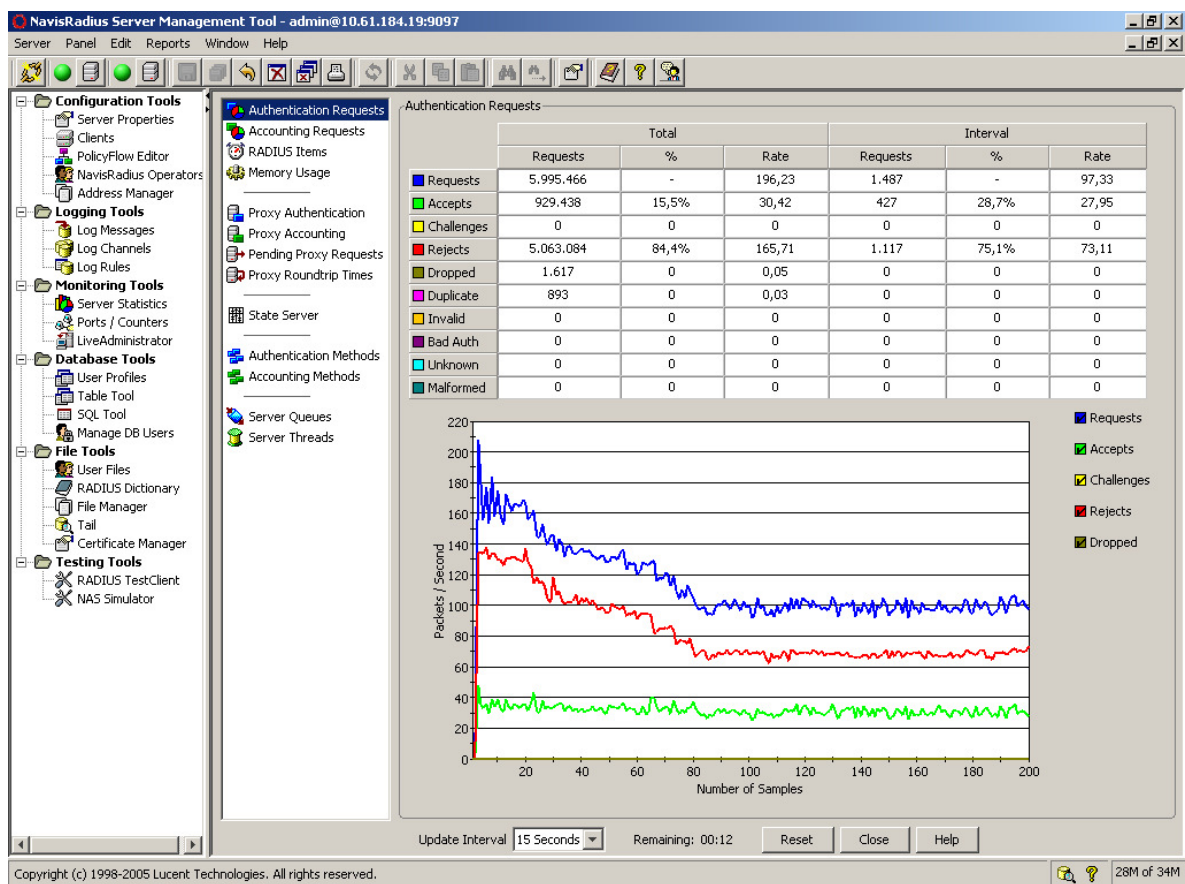 NavisRadius Server Management Tool - admin@10.61.184.19:9097
Server Panel Edit Reports Window Help
Configuration Tools
Server Properties
Clients
PolicyFlow Editor
NavisRadius Operators
Address Manager
Logging Tools
Log Messages
Log Channels
Log Rules
Monitoring Tools
Server Statistics
Ports / Counters
LiveAdministrator
Database Tools
User Profiles
Table Tool
SQL Tool
Manage DB Users
File Tools
User Files
RADIUS Dictionary
File Manager
Tail
Certificate Manager
Testing Tools
RADIUS TestClient
NAS Simulator
Authentication Requests
Accounting Requests
RADIUS Items
Memory Usage
Proxy Authentication
Proxy Accounting
Pending Proxy Requests
Proxy Roundtrip Times
State Server
Authentication Methods
Accounting Methods
Server Queues
Server Threads
Authentication Requests
Total Interval
Requests % Rate Requests % Rate
Requests 5.995.466 - 196,23 1.487 - 97,33
Accepts 929.438 15,5% 30,42 427 28,7% 27,95
Challenges 0 0 0 0 0 0
Rejects 5.063.084 84,4% 165,71 1.117 75,1% 73,11
Dropped 1.617 0 0,05 0 0 0
Duplicate 893 0 0,03 0 0 0
Invalid 0 0 0 0 0 0
Bad Auth 0 0 0 0 0 0
Unknown 0 0 0 0 0 0
Malformed 0 0 0 0 0 0
220
200
180
160
140
120
100
80
60
40
20
0
Packets / Second
20 40 60 80 100 120 140 160 180 200
Number of Samples
Requests
Accepts
Challenges
Rejects
Dropped
Update Interval 15 Seconds Remaining: 00:12 Reset Close Help
Copyright (c) 1998-2005 Lucent Technologies. All rights reserved. 28M of 34M